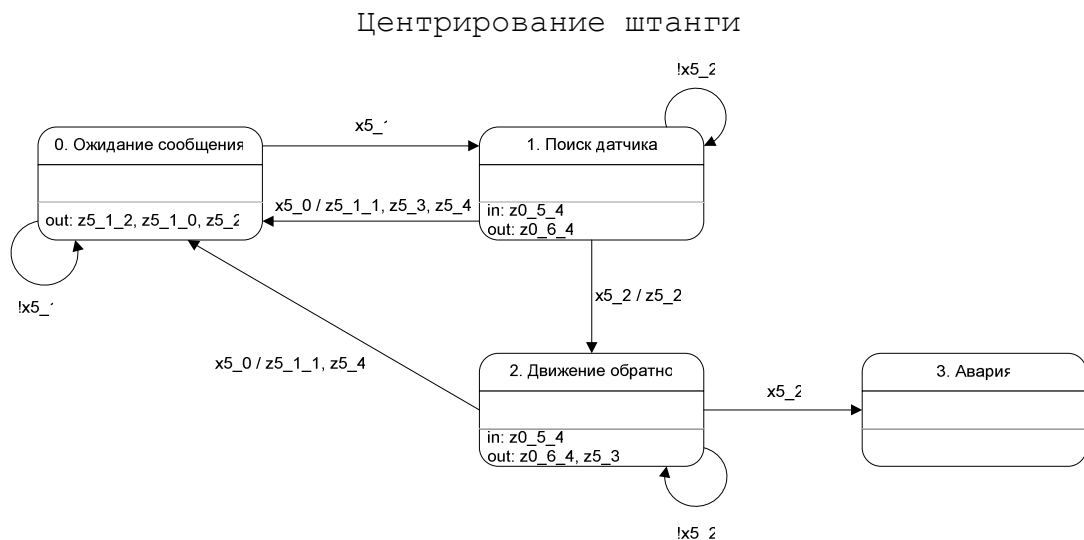 Центрирование штанги
!x5_2
x5_1
0. Ожидание сообщения
1. Поиск датчика
x5_0 / z5_1_1, z5_3, z5_4
out: z5_1_2, z5_1_0, z5_2
in: z0_5_4
out: z0_6_4
!x5_1
x5_2 / z5_2
x5_0 / z5_1_1, z5_4
2. Движение обратно
x5_2
3. Авария
in: z0_5_4
out: z0_6_4, z5_3
!x5_2